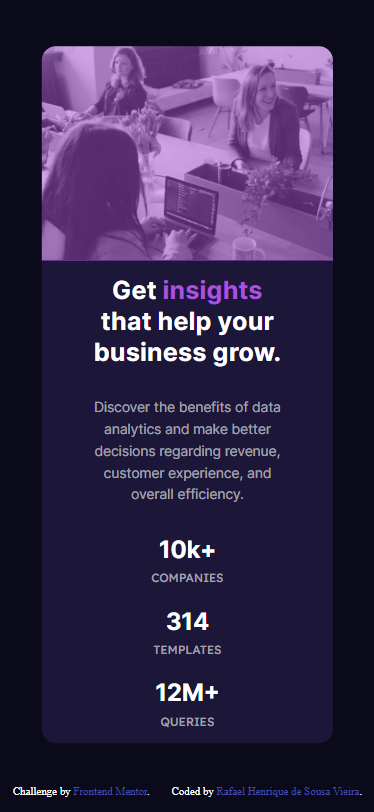 Get insights
that help your
business grow.
Discover the benefits of data
analytics and make better
decisions regarding revenue,
customer experience, and
overall efficiency.
10k+
COMPANIES
314
TEMPLATES
12M+
QUERIES
Challenge by Frontend Mentor. Coded by Rafael Henrique de Sousa Vieira.